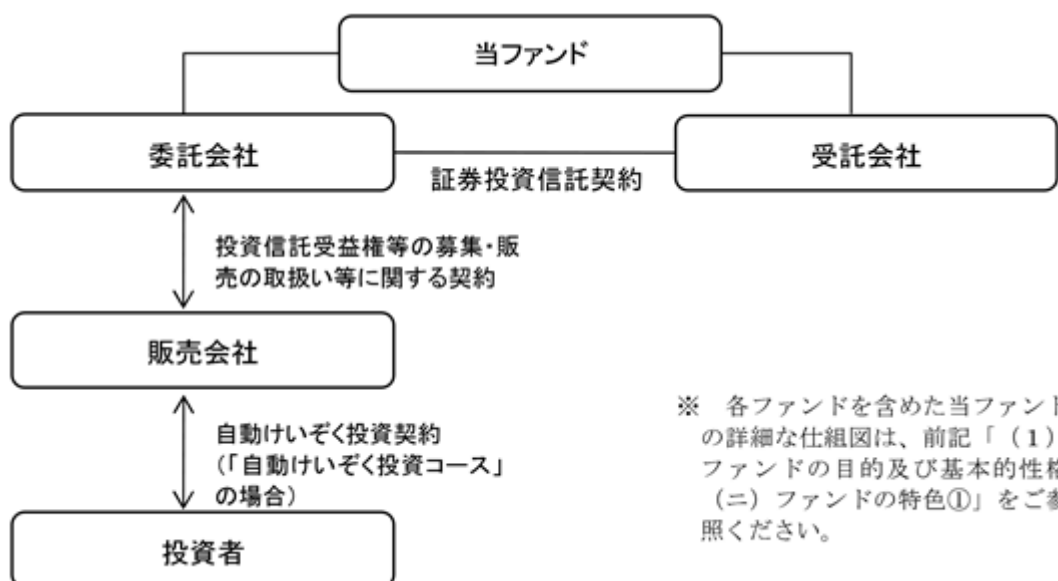 当ファンド
委託会社
受託会社
証券投資信託契約
投資信託受益権等の募集・販
売の取扱い等に関する契約
販売会社
自動けいぞく投資契約
(「自動けいぞく投資コース」
の場合)
投資者
※ 各ファンドを含めた当ファンド
の詳細な仕組図は、前記「(1)
ファンドの目的及び基本的性格
(ニ)ファンドの特色①」をご参
照ください。